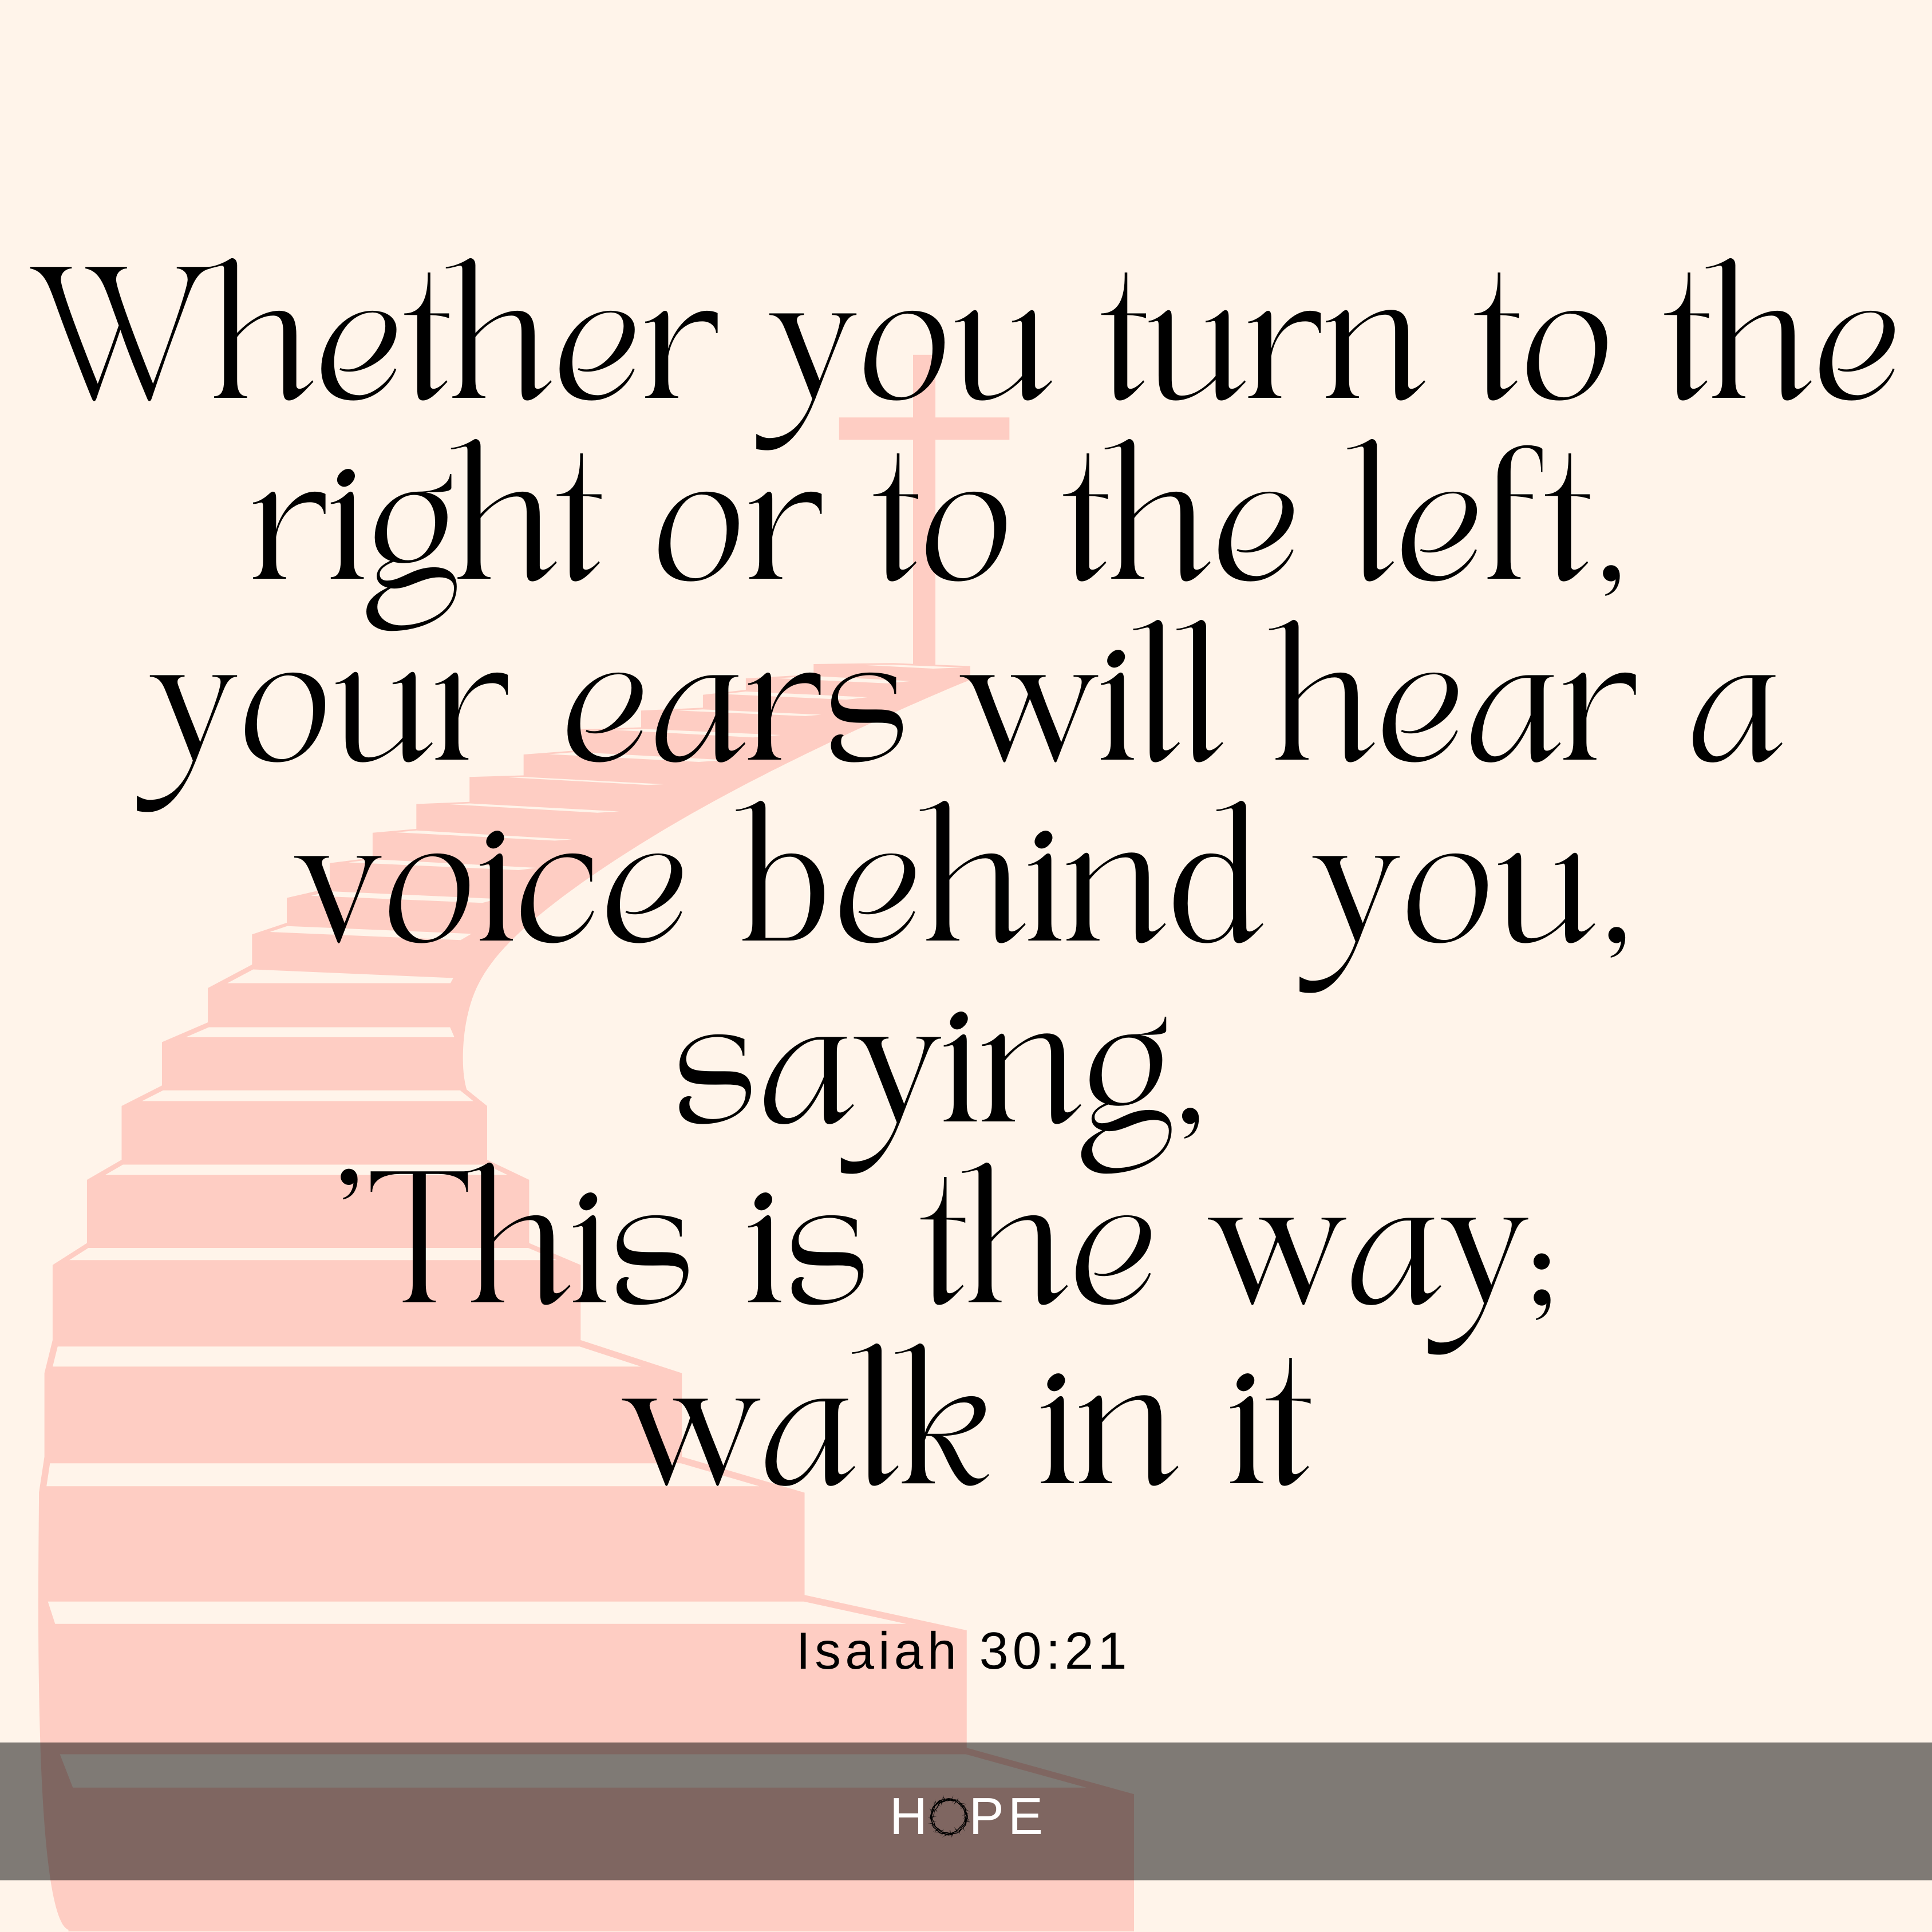 Whether you turn to the
right or to the left,
your ears will hear a
voice behind you,
saying,
’This is the way;
walk in it
Isaiah 30:21
HOPE